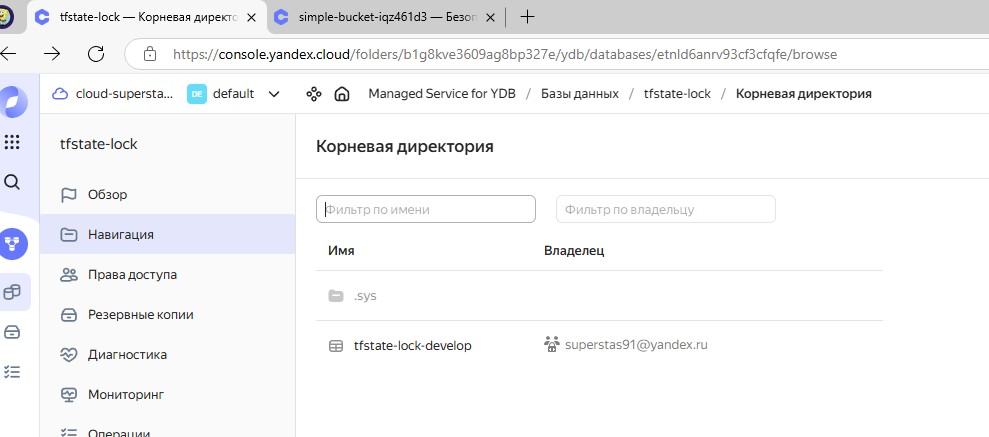 tfstate-lock — Корневая директо
simple-bucket-iqz461d3 — Безоп
https://console.yandex.cloud/folders/b1g8kve3609ag8bp327e/ydb/databases/etnld6anrv93cf3cfqfe/browse
cloud-supersta... DE default Managed Service for YDB / Базы данных / tfstate-lock / Корневая директория
tfstate-lock
Корневая директория
Обзор
Фильтр по имени Фильтр по владельцу
Навигация
Имя Владелец
Права доступа
.sys
Резервные копии
tfstate-lock-develop superstas91@yandex.ru
Диагностика
Мониторинг
Операции